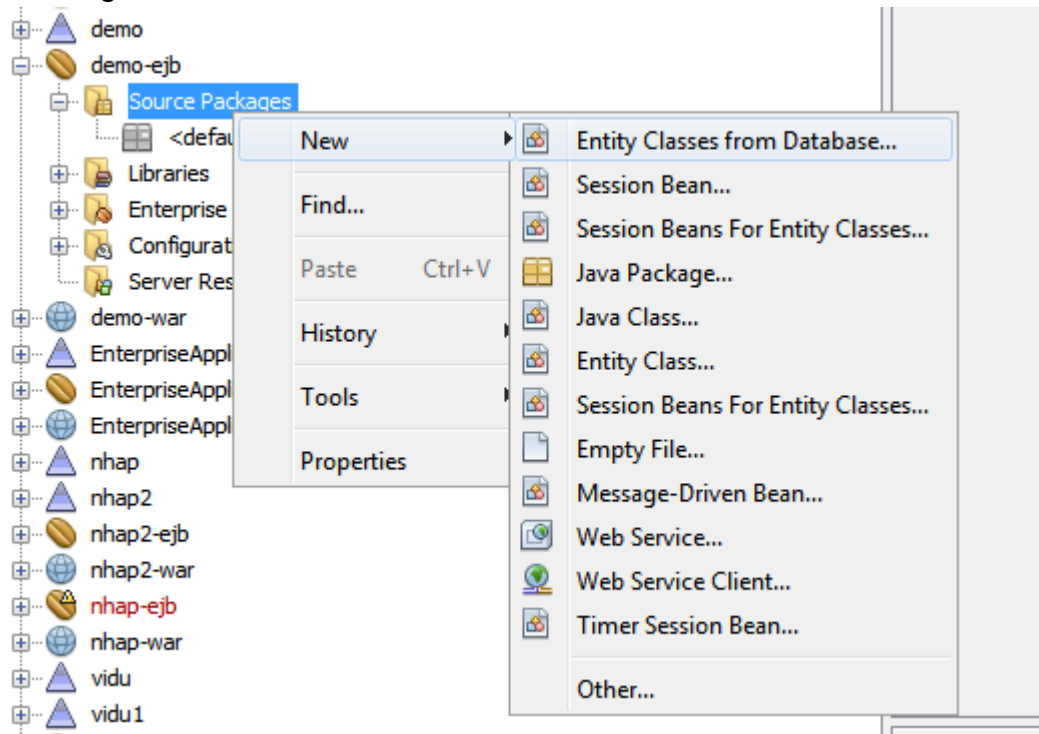 demo
demo-ejb
Source Packages
<defau
Libraries
Enterprise
Configurati
Server Res
demo-war
EnterpriseAppl
EnterpriseAppl
EnterpriseAppl
nhap
nhap2
nhap2-ejb
nhap2-war
nhap-ejb
nhap-war
vidu
vidu1
New
Find...
Paste Ctrl+V
History
Tools
Properties
Entity Classes from Database...
Session Bean...
Session Beans For Entity Classes...
Java Package...
Java Class...
Entity Class...
Session Beans For Entity Classes...
Empty File...
Message-Driven Bean...
Web Service...
Web Service Client...
Timer Session Bean...
Other...